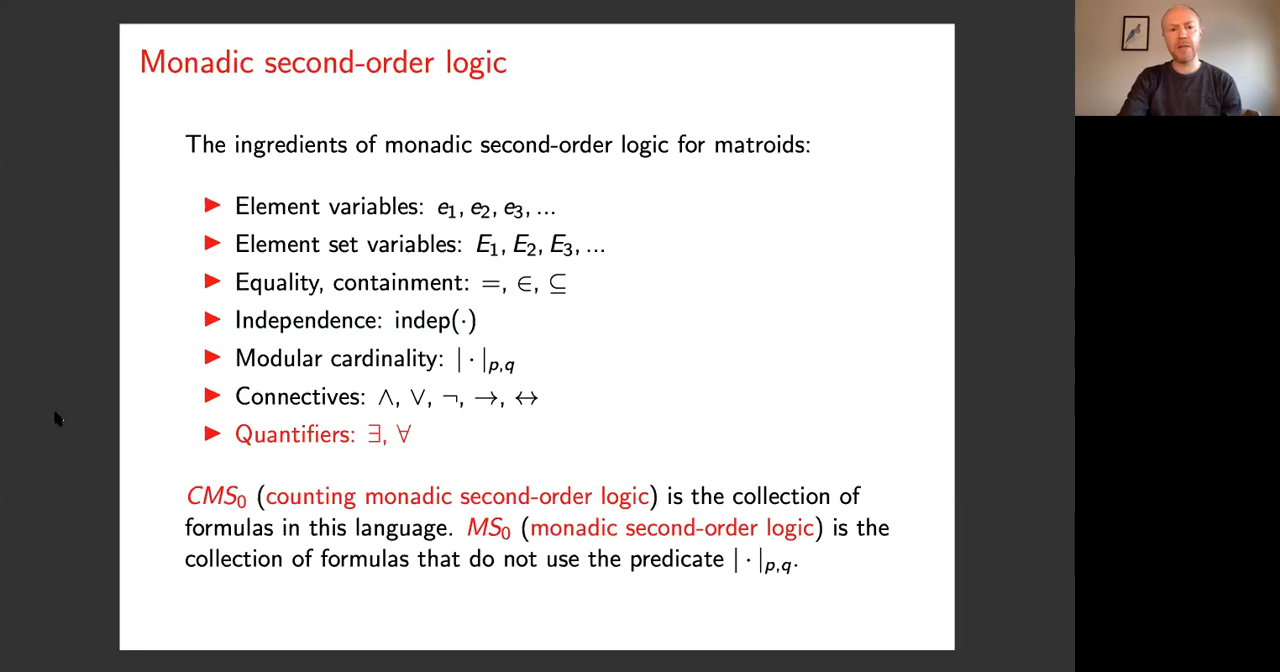 Monadic second-order logic
The ingredients of monadic second-order logic for matroids:
▶ Element variables: e₁, e₂, e₃, ...
▶ Element set variables: E₁, E₂, E₃, ...
▶ Equality, containment: =, ∈, ⊆
▶ Independence: indep(·)
▶ Modular cardinality: | · |p,q
▶ Connectives: ∧, ∨, ¬, →, ↔
▶ Quantifiers: ∃, ∀
CMS₀ (counting monadic second-order logic) is the collection of
formulas in this language. MS₀ (monadic second-order logic) is the
collection of formulas that do not use the predicate | · |p,q.